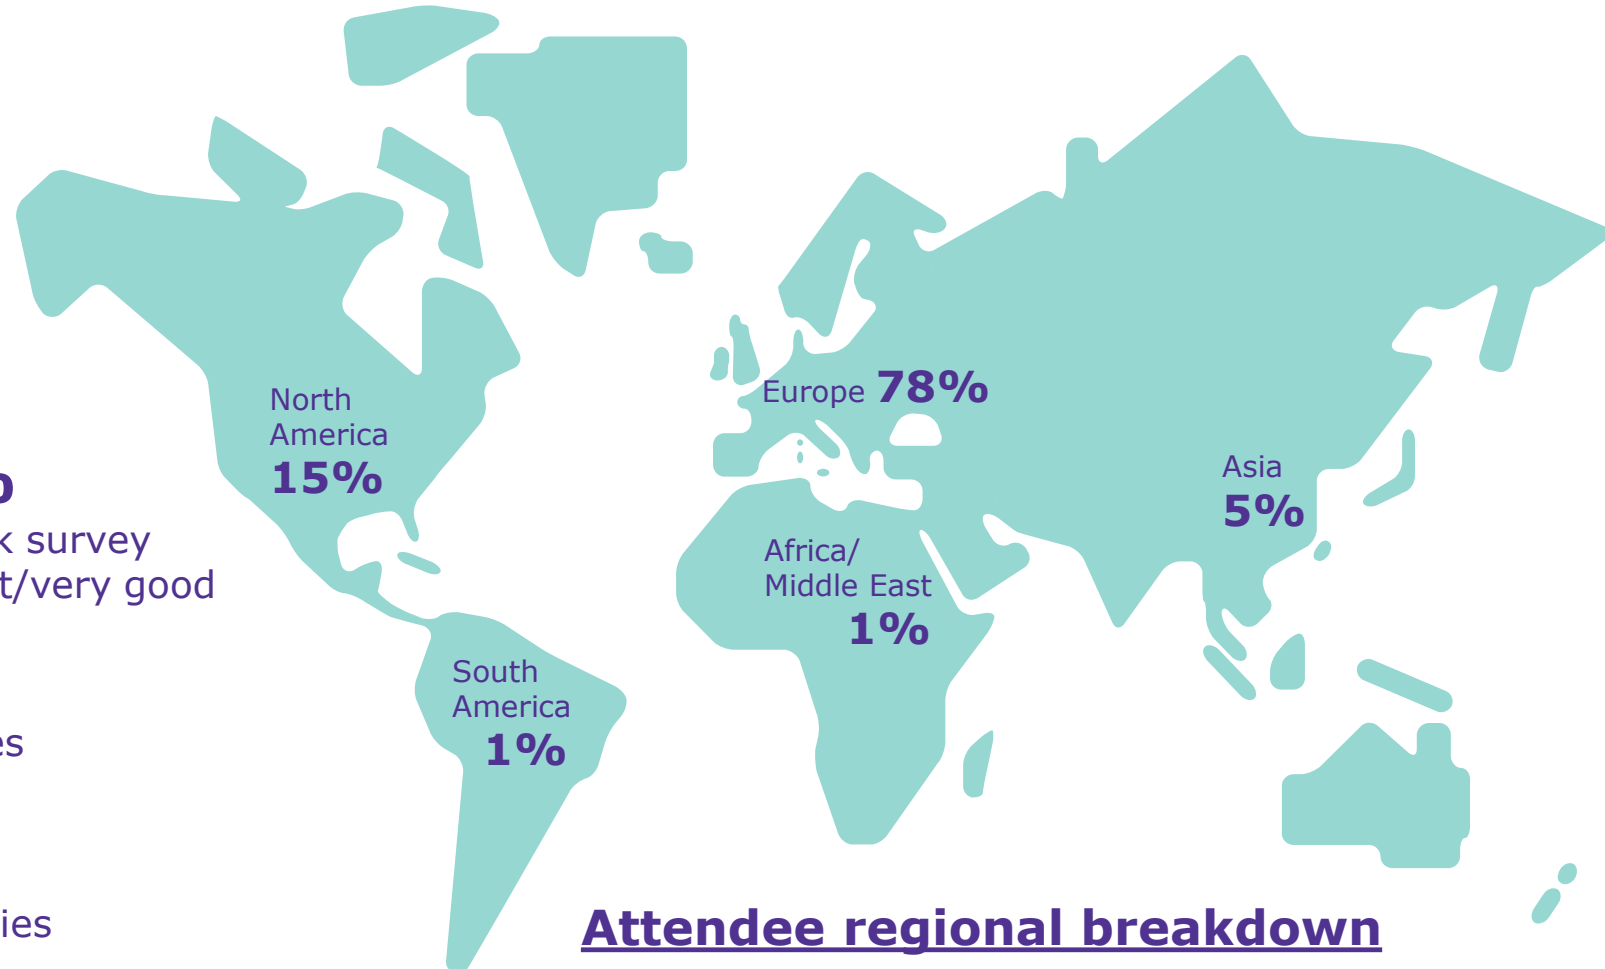 Europe 78%
North
America
15%
Asia
5%
k survey
t/very good
Africa/
Middle East
1%
South
America
1%
es
ies
Attendee regional breakdown